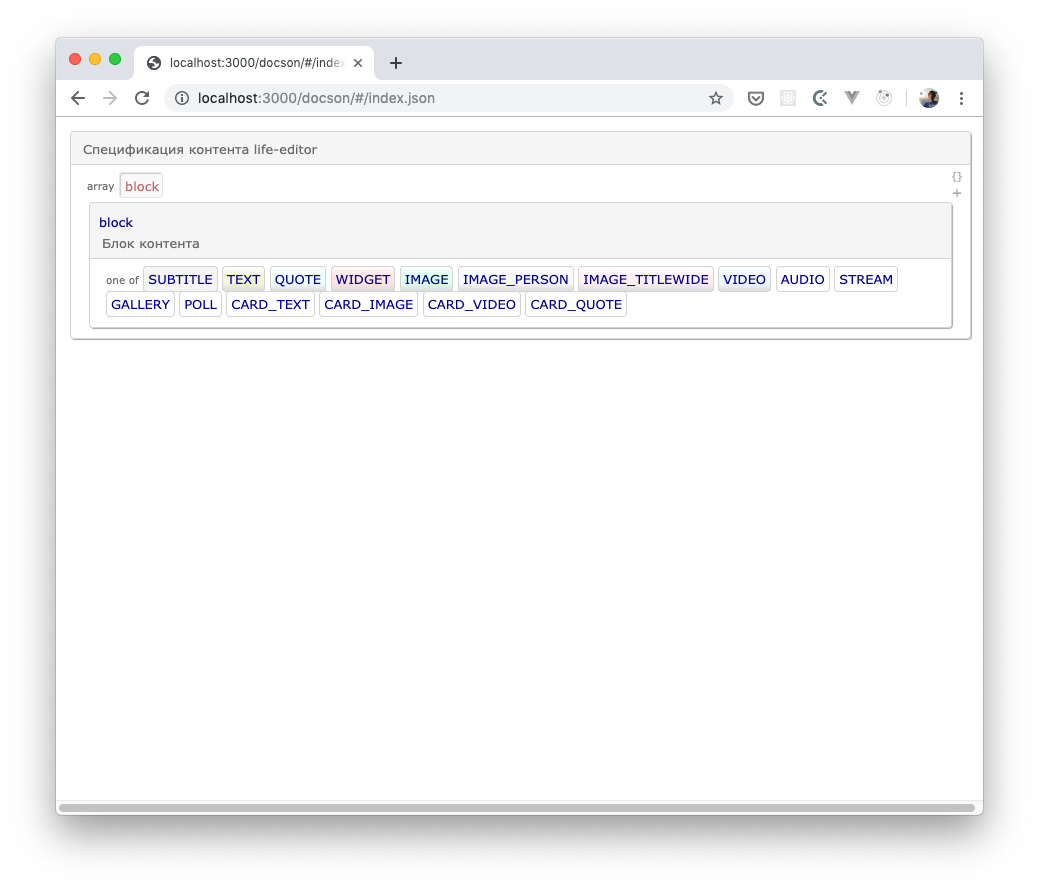 localhost:3000/docson/#/inde
localhost:3000/docson/#/index.json
Спецификация контента life-editor
array block
{}
+
block
Блок контента
one of SUBTITLE TEXT QUOTE WIDGET IMAGE IMAGE_PERSON IMAGE_TITLEWIDE VIDEO AUDIO STREAM
GALLERY POLL CARD_TEXT CARD_IMAGE CARD_VIDEO CARD_QUOTE